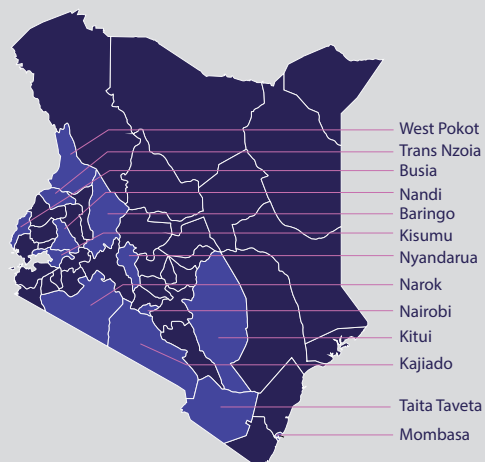 West Pokot
Trans Nzoia
Busia
Nandi
Baringo
Kisumu
Nyandarua
Narok
Nairobi
Kitui
Kajiado
Taita Taveta
Mombasa